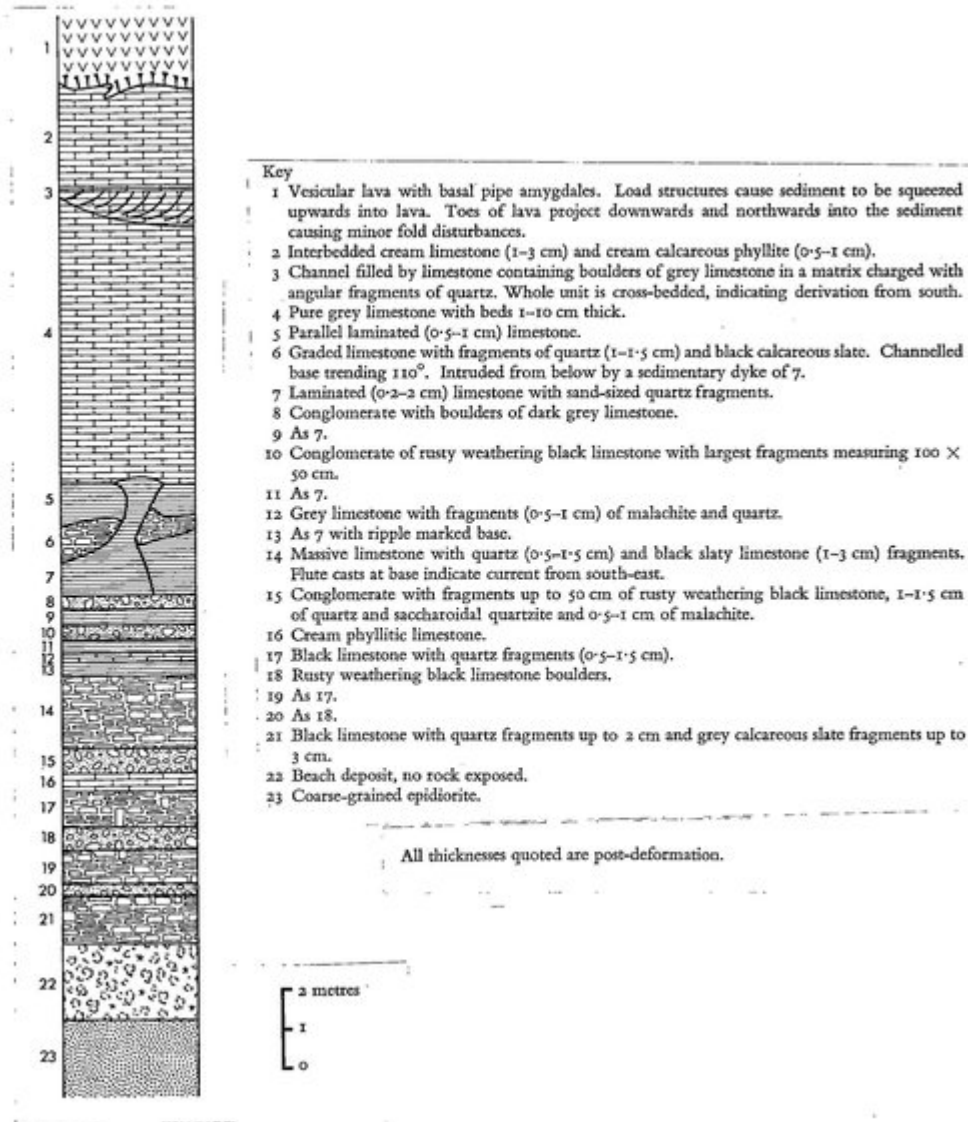 1
2
3
4
5
6
7
8
9
10
11
12
13
14
15
16
17
18
19
20
21
22
23
Key
1 Vesicular lava with basal pipe amygdales. Load structures cause sediment to be squeezed
upwards into lava. Toes of lava project downwards and northwards into the sediment
causing minor fold disturbances.
2 Interbedded cream limestone (1–3 cm) and cream calcareous phyllite (0·5–1 cm).
3 Channel filled by limestone containing boulders of grey limestone in a matrix charged with
angular fragments of quartz. Whole unit is cross-bedded, indicating derivation from south.
4 Pure grey limestone with beds 1–10 cm thick.
5 Parallel laminated (0·5–1 cm) limestone.
6 Graded limestone with fragments of quartz (1–1·5 cm) and black calcareous slate. Channelled
base trending 110°. Intruded from below by a sedimentary dyke of 7.
7 Laminated (0·2–2 cm) limestone with sand-sized quartz fragments.
8 Conglomerate with boulders of dark grey limestone.
9 As 7.
10 Conglomerate of rusty weathering black limestone with largest fragments measuring 100 ×
50 cm.
11 As 7.
12 Grey limestone with fragments (0·5–1 cm) of malachite and quartz.
13 As 7 with ripple marked base.
14 Massive limestone with quartz (0·5–1·5 cm) and black slaty limestone (1–3 cm) fragments.
Flute casts at base indicate current from south-east.
15 Conglomerate with fragments up to 50 cm of rusty weathering black limestone, 1–1·5 cm
of quartz and saccharoidal quartzite and 0·5–1 cm of malachite.
16 Cream phyllitic limestone.
17 Black limestone with quartz fragments (0·5–1·5 cm).
18 Rusty weathering black limestone boulders.
19 As 17.
20 As 18.
21 Black limestone with quartz fragments up to 2 cm and grey calcareous slate fragments up to
3 cm.
22 Beach deposit, no rock exposed.
23 Coarse-grained epidiorite.
All thicknesses quoted are post-deformation.
2 metres
1
0